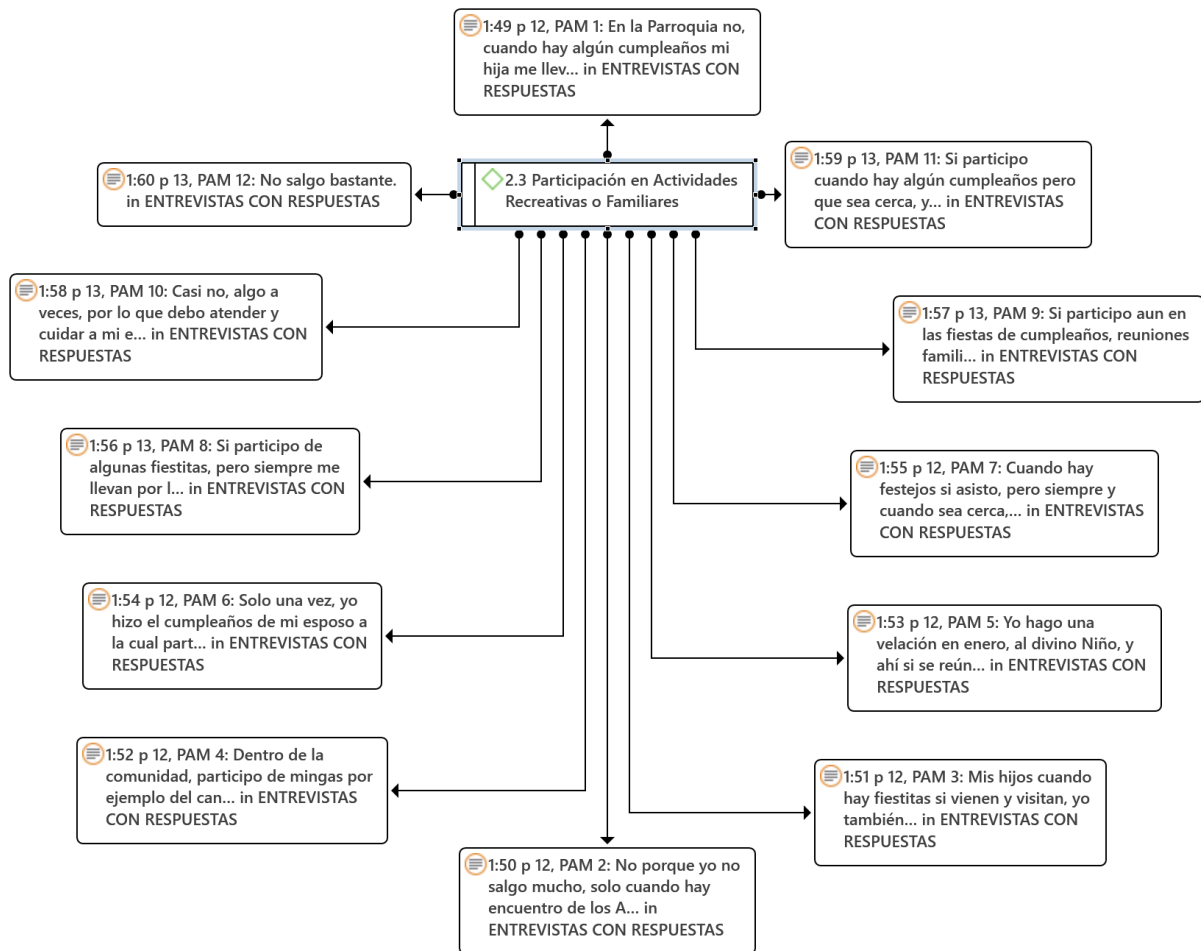 1:49 p 12, PAM 1: En la Parroquia no,
cuando hay algún cumpleaños mi
hija me llev... in ENTREVISTAS CON
RESPUESTAS
1:60 p 13, PAM 12: No salgo bastante.
in ENTREVISTAS CON RESPUESTAS
2.3 Participación en Actividades
Recreativas o Familiares
1:59 p 13, PAM 11: Si participo
cuando hay algún cumpleaños pero
que sea cerca, y... in ENTREVISTAS
CON RESPUESTAS
1:58 p 13, PAM 10: Casi no, algo a
veces, por lo que debo atender y
cuidar a mi e... in ENTREVISTAS CON
RESPUESTAS
1:57 p 13, PAM 9: Si participo aun en
las fiestas de cumpleaños, reuniones
famili... in ENTREVISTAS CON
RESPUESTAS
1:56 p 13, PAM 8: Si participo de
algunas fiestitas, pero siempre me
llevan por l... in ENTREVISTAS CON
RESPUESTAS
1:55 p 12, PAM 7: Cuando hay
festejos si asisto, pero siempre y
cuando sea cerca,... in ENTREVISTAS
CON RESPUESTAS
1:54 p 12, PAM 6: Solo una vez, yo
hizo el cumpleaños de mi esposo a
la cual part... in ENTREVISTAS CON
RESPUESTAS
1:53 p 12, PAM 5: Yo hago una
velación en enero, al divino Niño, y
ahí si se reún... in ENTREVISTAS CON
RESPUESTAS
1:52 p 12, PAM 4: Dentro de la
comunidad, participo de mingas por
ejemplo del can... in ENTREVISTAS
CON RESPUESTAS
1:51 p 12, PAM 3: Mis hijos cuando
hay fiestitas si vienen y visitan, yo
también... in ENTREVISTAS CON
RESPUESTAS
1:50 p 12, PAM 2: No porque yo no
salgo mucho, solo cuando hay
encuentro de los A... in
ENTREVISTAS CON RESPUESTAS